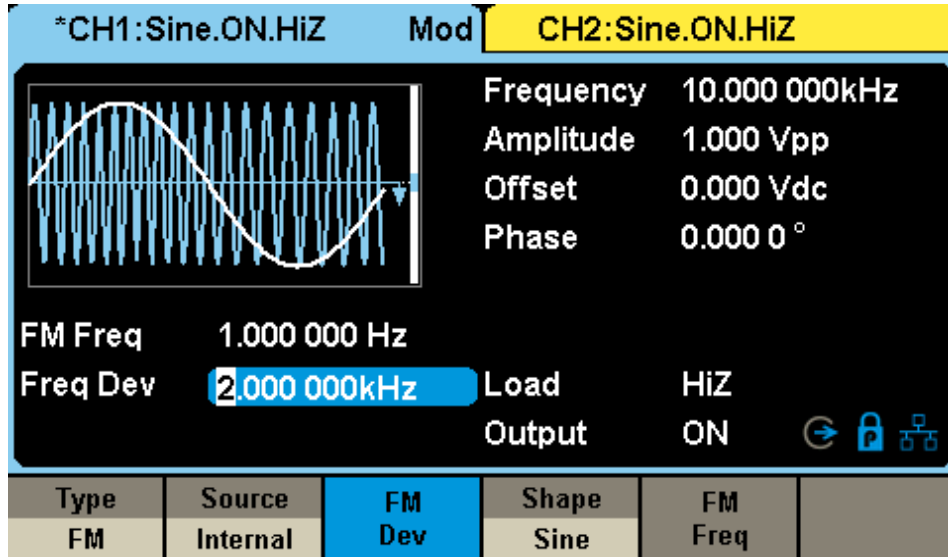 *CH1:Sine.ON.HiZ Mod CH2:Sine.ON.HiZ
Frequency 10.000 000kHz
Amplitude 1.000 Vpp
Offset 0.000 Vdc
Phase 0.000 0 °
FM Freq 1.000 000 Hz
Freq Dev 2.000 000kHz Load HiZ
Output ON P
Type Source FM Shape FM
FM Internal Dev Sine Freq